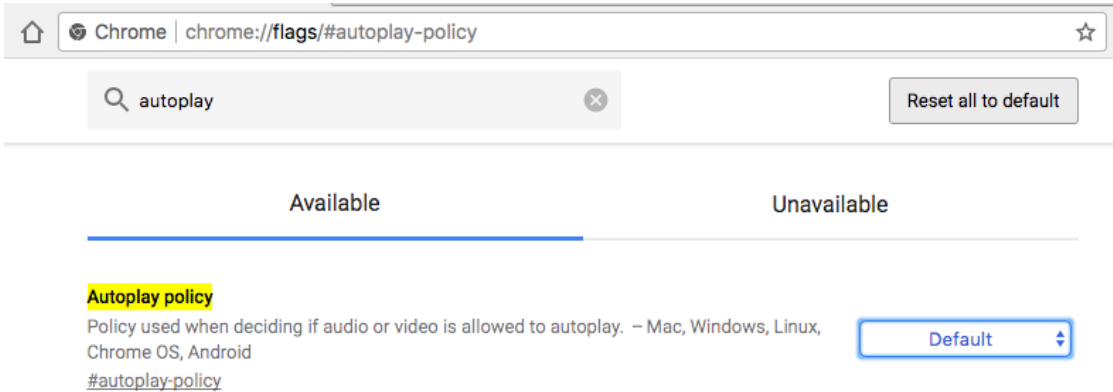 Chrome chrome://flags/#autoplay-policy
autoplay
Reset all to default
Available
Unavailable
Autoplay policy
Policy used when deciding if audio or video is allowed to autoplay. – Mac, Windows, Linux,
Chrome OS, Android
Default
#autoplay-policy